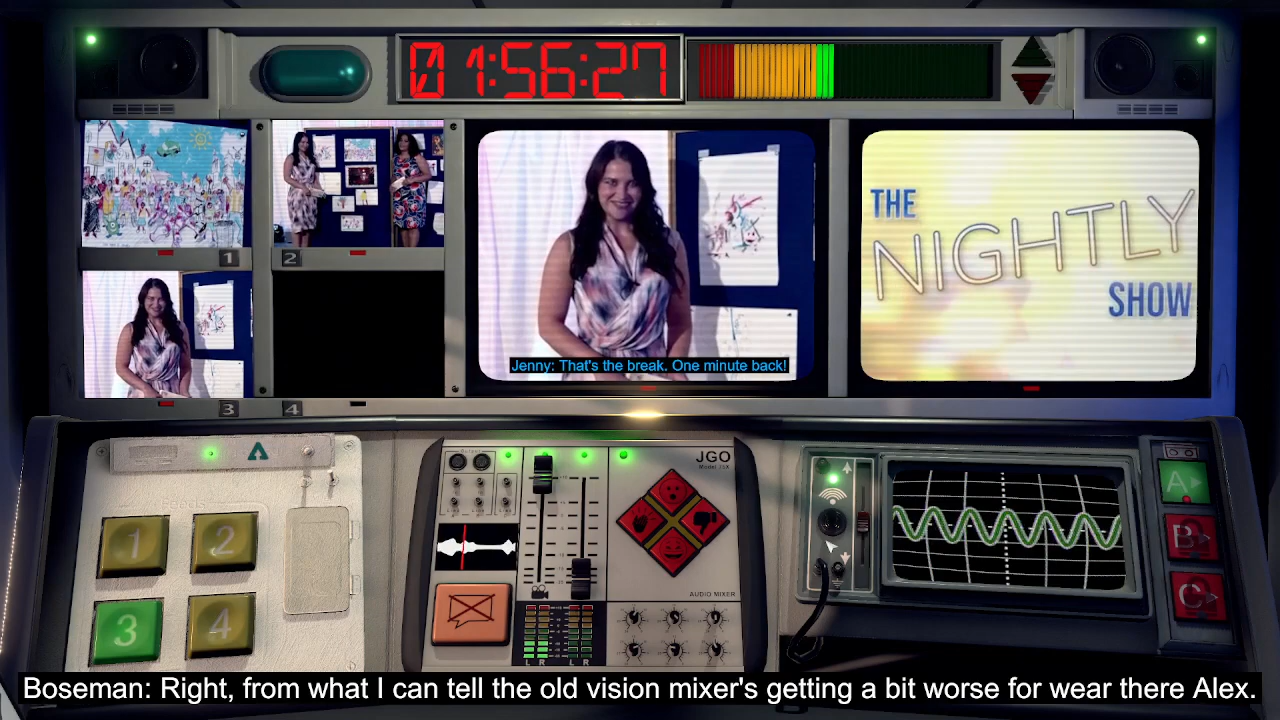 01:56:27
1
2
Jenny: That's the break. One minute back!
THE
NIGHTLY
SHOW
3
4
JGO
1
2
A
B
3
4
AUDIO MIXER
C
L R L R
Boseman: Right, from what I can tell the old vision mixer's getting a bit worse for wear there Alex.